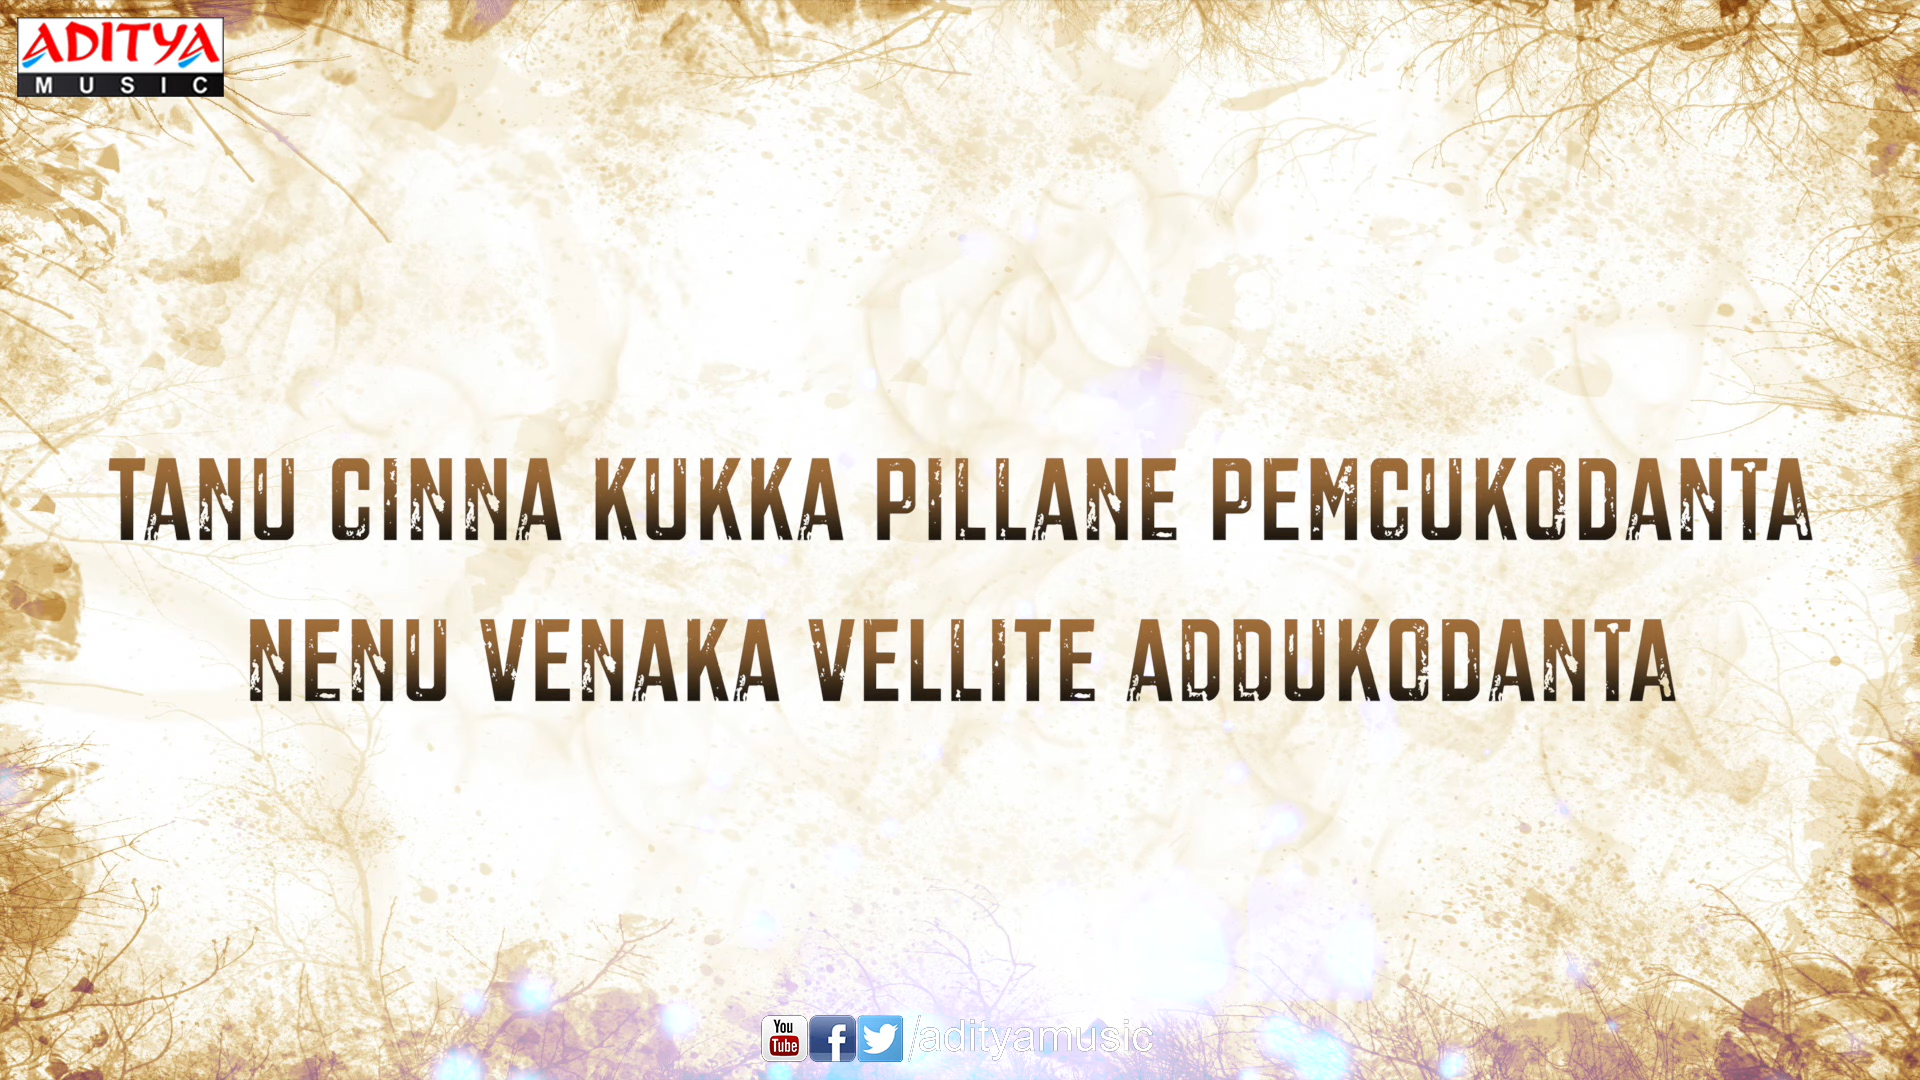 ADITYA
MUSIC
TANU CINNA KUKKA PILLANE PEMCUKODANTA
NENU VENAKA VELLITE ADDUKODANTA
You
Tube
f
/adityamusic